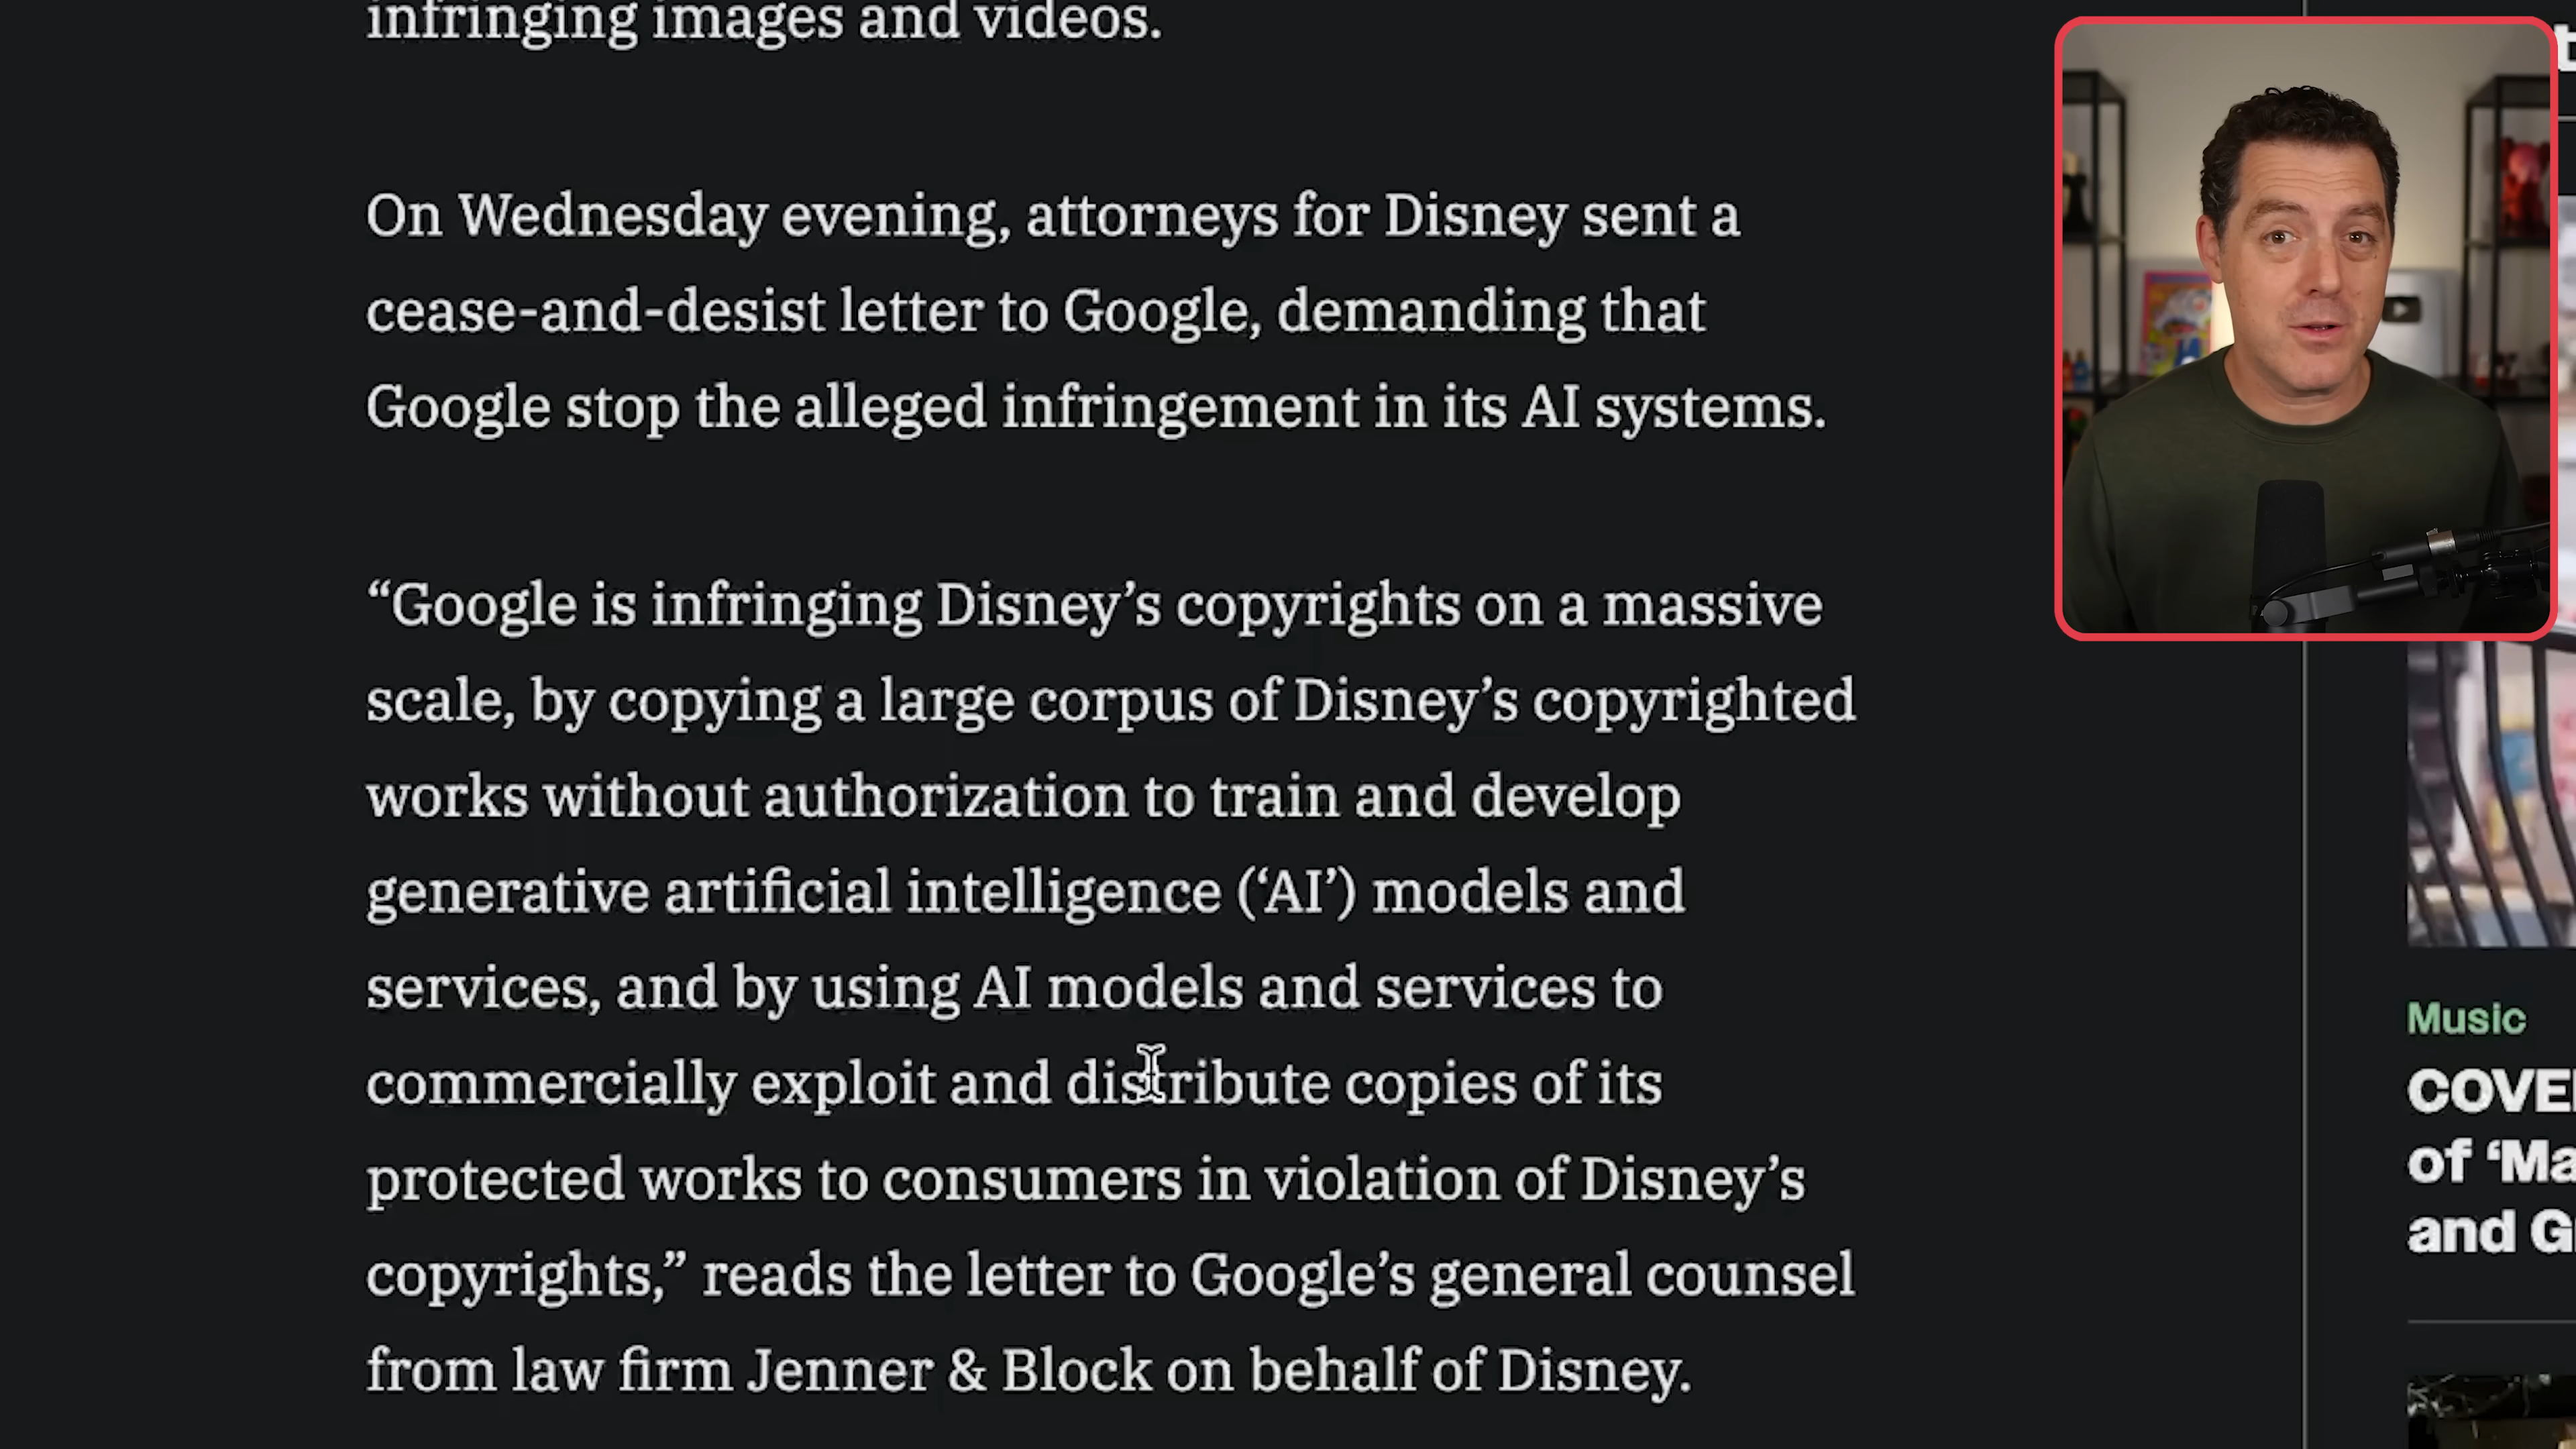 infringing images and videos.
On Wednesday evening, attorneys for Disney sent a
cease-and-desist letter to Google, demanding that
Google stop the alleged infringement in its AI systems.
“Google is infringing Disney’s copyrights on a massive
scale, by copying a large corpus of Disney’s copyrighted
works without authorization to train and develop
generative artificial intelligence (‘AI’) models and
services, and by using AI models and services to
commercially exploit and distribute copies of its
protected works to consumers in violation of Disney’s
copyrights,” reads the letter to Google’s general counsel
from law firm Jenner & Block on behalf of Disney.
Music
of ‘Ma
and G